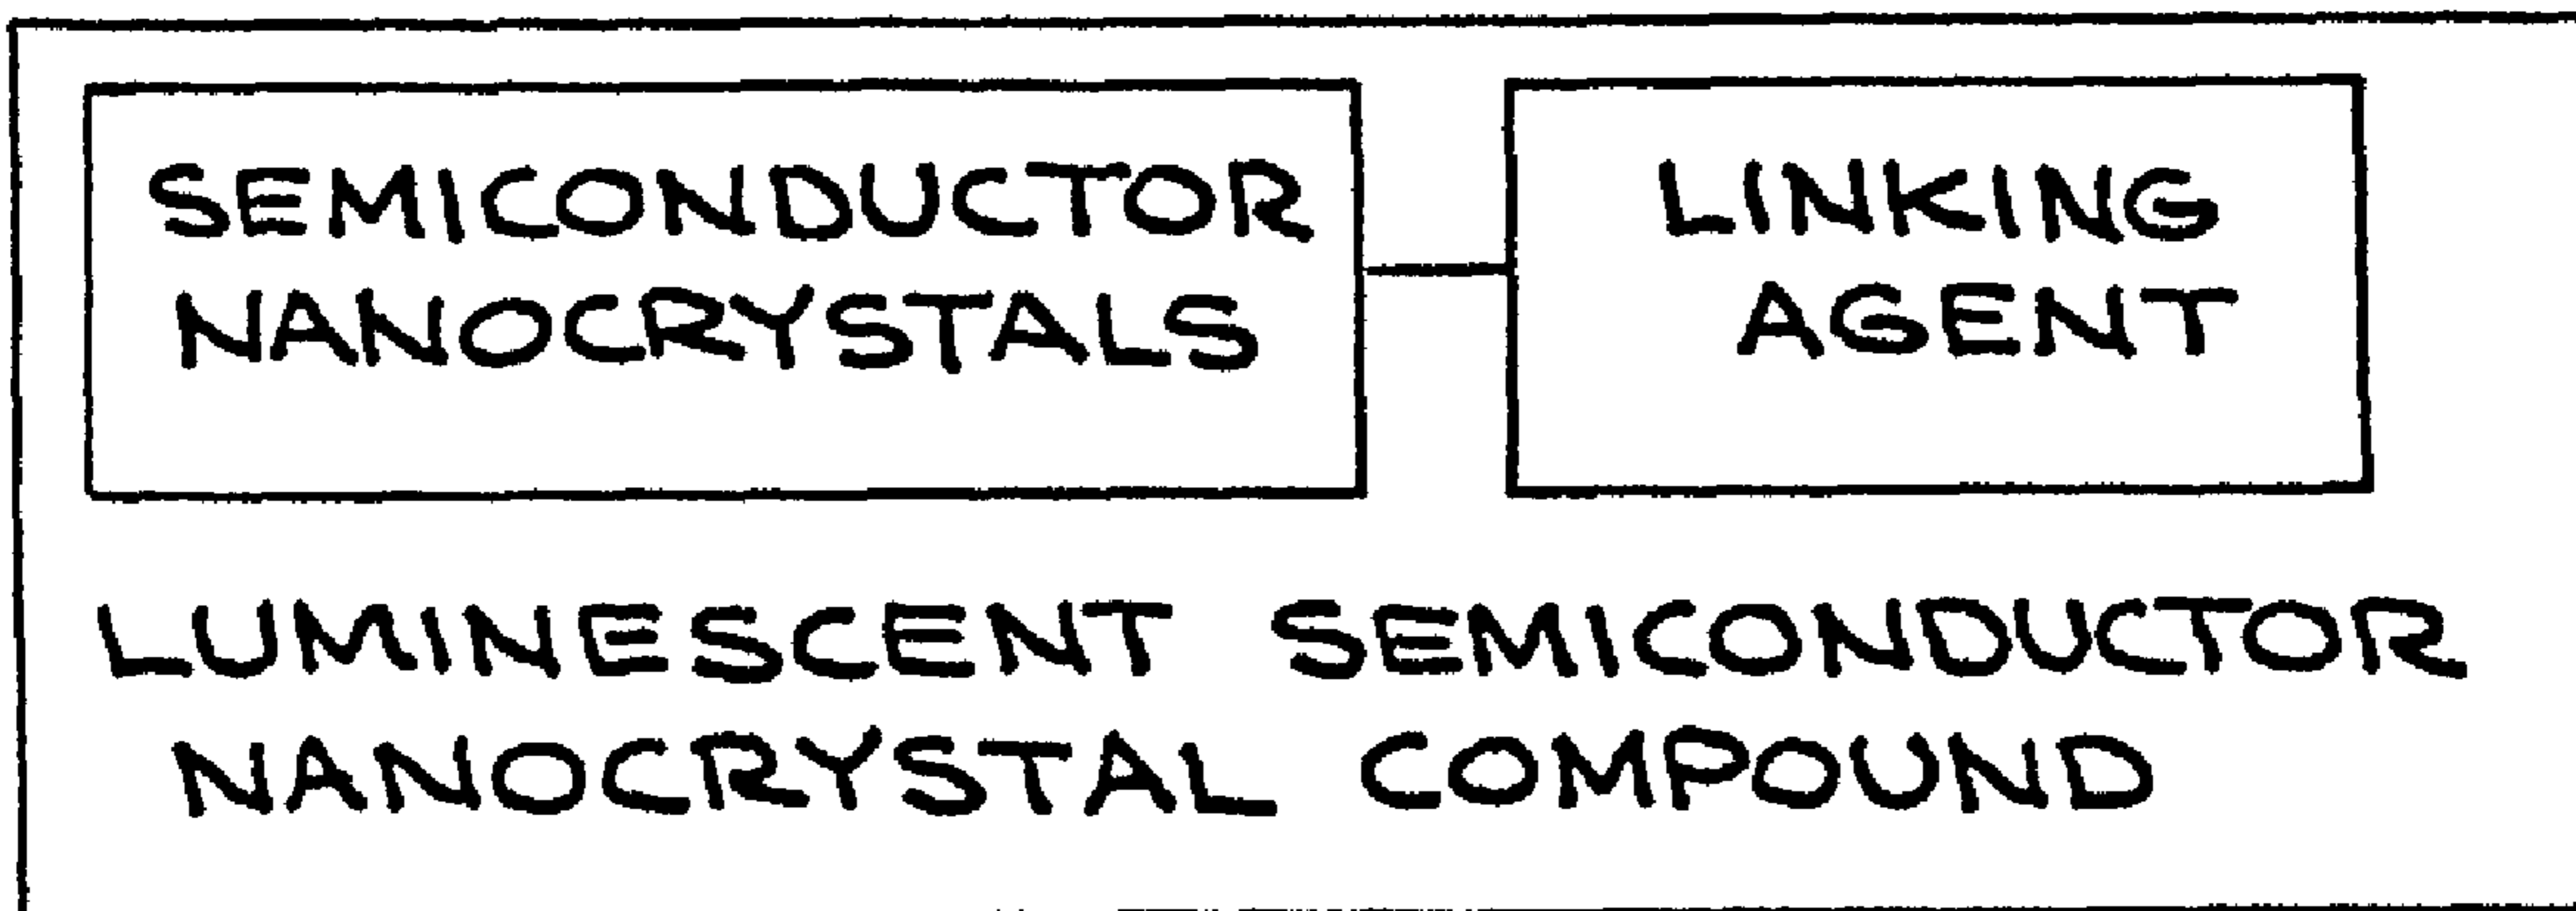 SEMICONDUCTOR
NANOCRYSTALS
LINKING
AGENT
LUMINESCENT SEMICONDUCTOR
NANOCRYSTAL COMPOUND